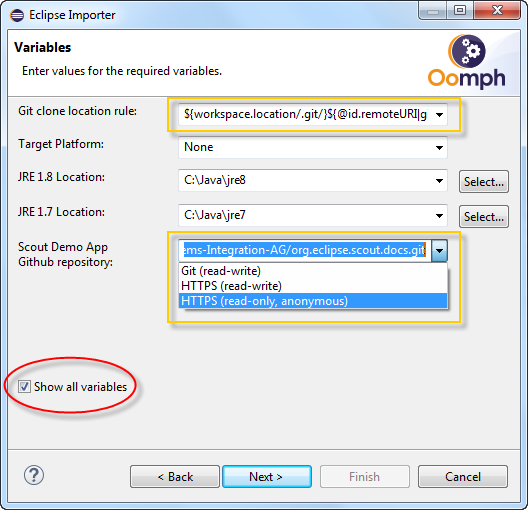 Eclipse Importer
Variables
Enter values for the required variables.
Oomph
Git clone location rule:
${workspace.location/.git/}${@id.remoteURI|g
Target Platform:
None
JRE 1.8 Location:
C:\Java\jre8
Select...
JRE 1.7 Location:
C:\Java\jre7
Select...
Scout Demo App
Github repository:
ems-Integration-AG/org.eclipse.scout.docs.git
Git (read-write)
HTTPS (read-write)
HTTPS (read-only, anonymous)
Show all variables
?
< Back
Next >
Finish
Cancel